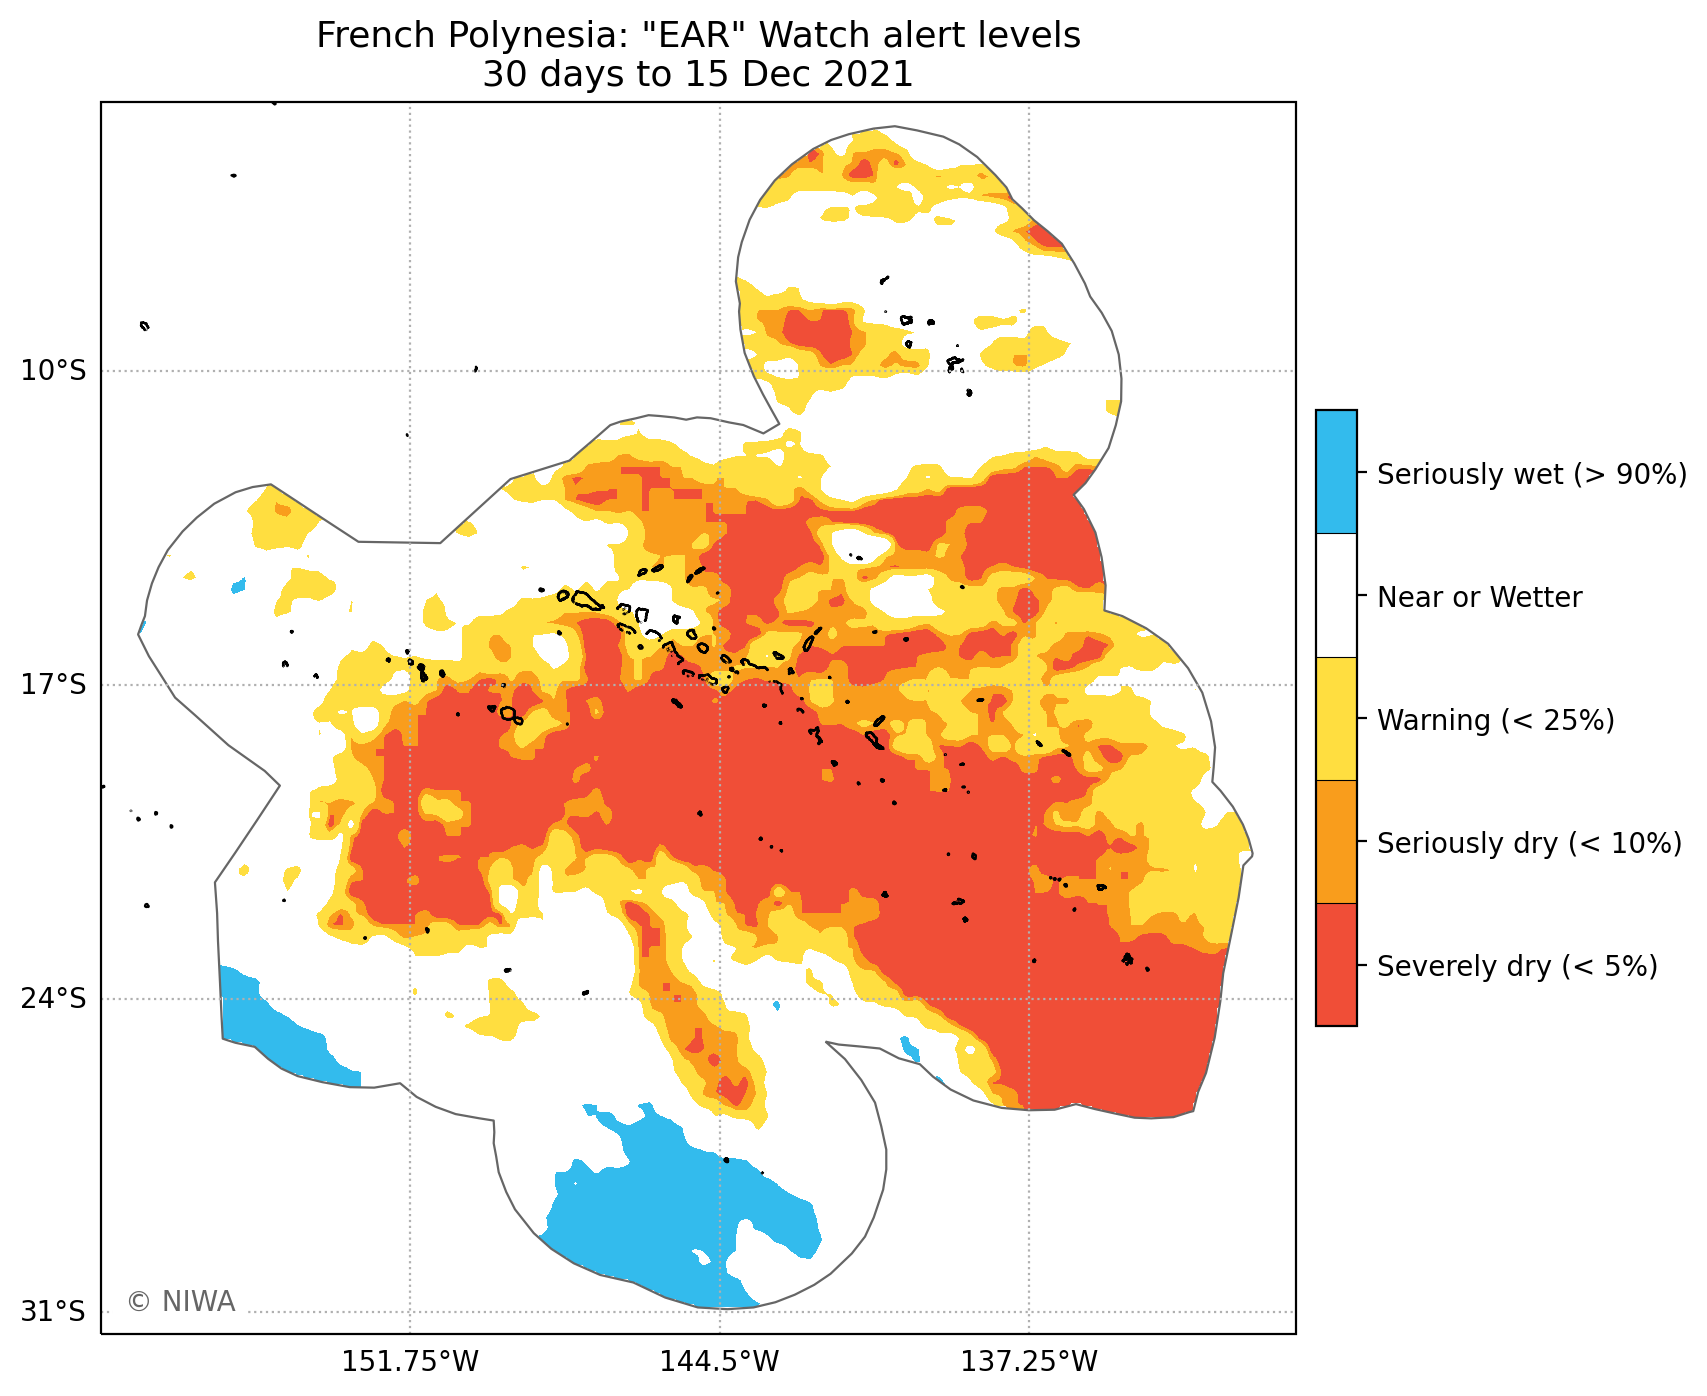 French Polynesia: "EAR" Watch alert levels
30 days to 15 Dec 2021
10°S
17°S
24°S
31°S
151.75°W
144.5°W
137.25°W
© NIWA
Seriously wet (> 90%)
Near or Wetter
Warning (< 25%)
Seriously dry (< 10%)
Severely dry (< 5%)